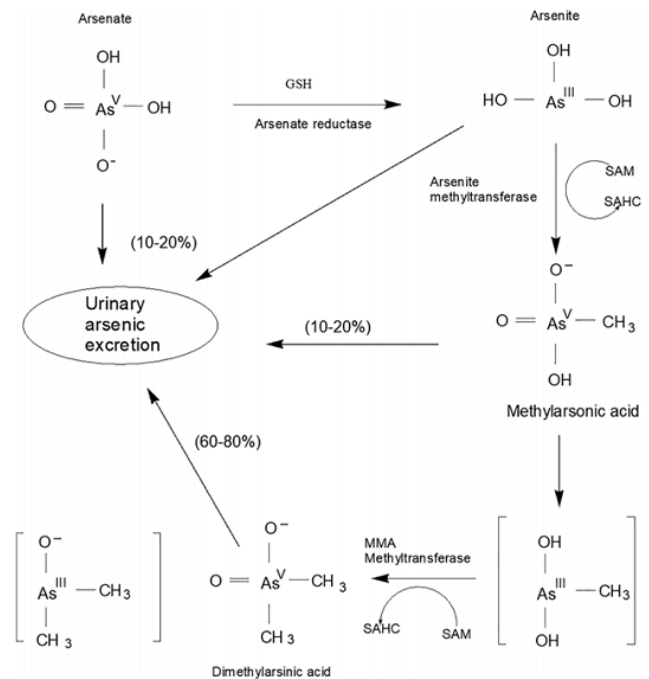 Arsenate
Arsenite
OH
O = As^V — OH
O⁻
GSH
Arsenate reductase
OH
HO — As^III — OH
Arsenite
methyltransferase
SAM
SAHC
(10-20%)
Urinary
arsenic
excretion
(10-20%)
O⁻
O = As^V — CH3
OH
Methylarsonic acid
(60-80%)
O⁻
As^III — CH3
CH3
O⁻
O = As^V — CH3
CH3
Dimethylarsinic acid
MMA
Methyltransferase
SAHC
SAM
OH
As^III — CH3
OH